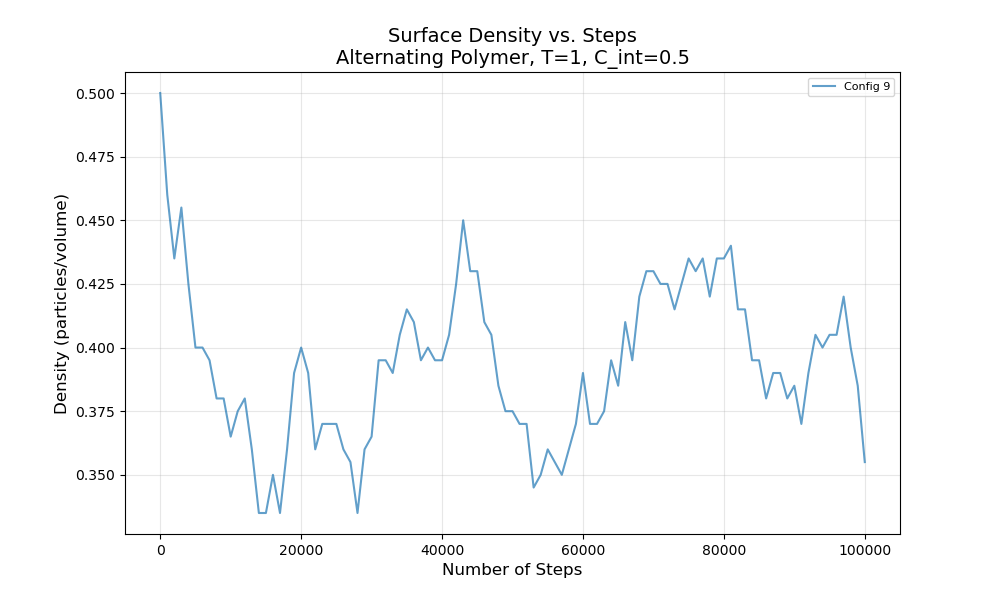 Surface Density vs. Steps
Alternating Polymer, T=1, C_int=0.5
Config 9
Density (particles/volume)
0.500
0.475
0.450
0.425
0.400
0.375
0.350
0 20000 40000 60000 80000 100000
Number of Steps